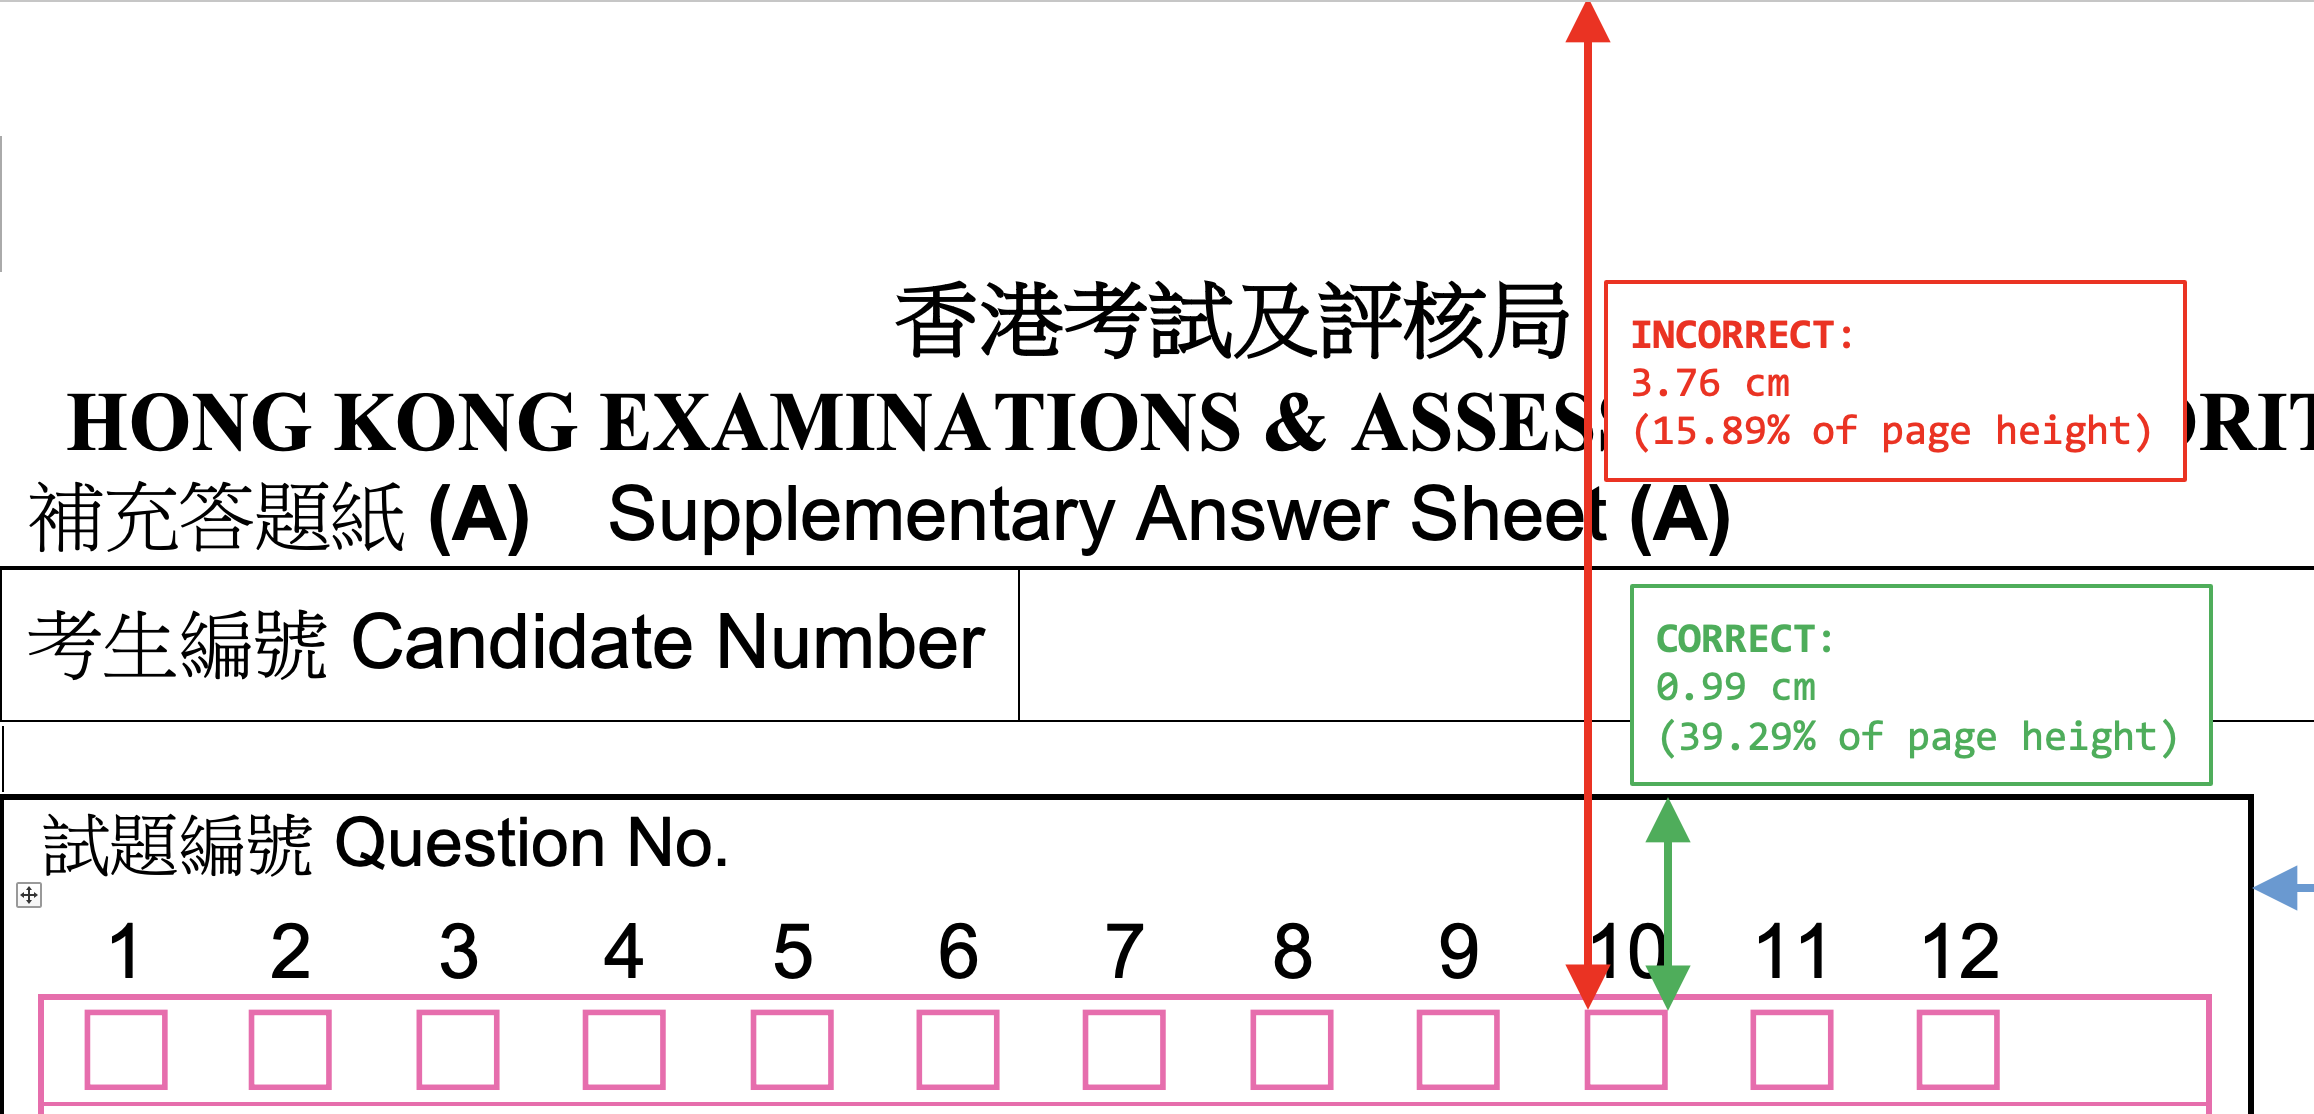 香港考試及評核局
HONG KONG EXAMINATIONS & ASSESS
INCORRECT:
3.76 cm
(15.89% of page height)
補充答題紙 (A) Supplementary Answer Sheet (A)
考生編號 Candidate Number
CORRECT:
0.99 cm
(39.29% of page height)
試題編號 Question No.
1 2 3 4 5 6 7 8 9 10 11 12